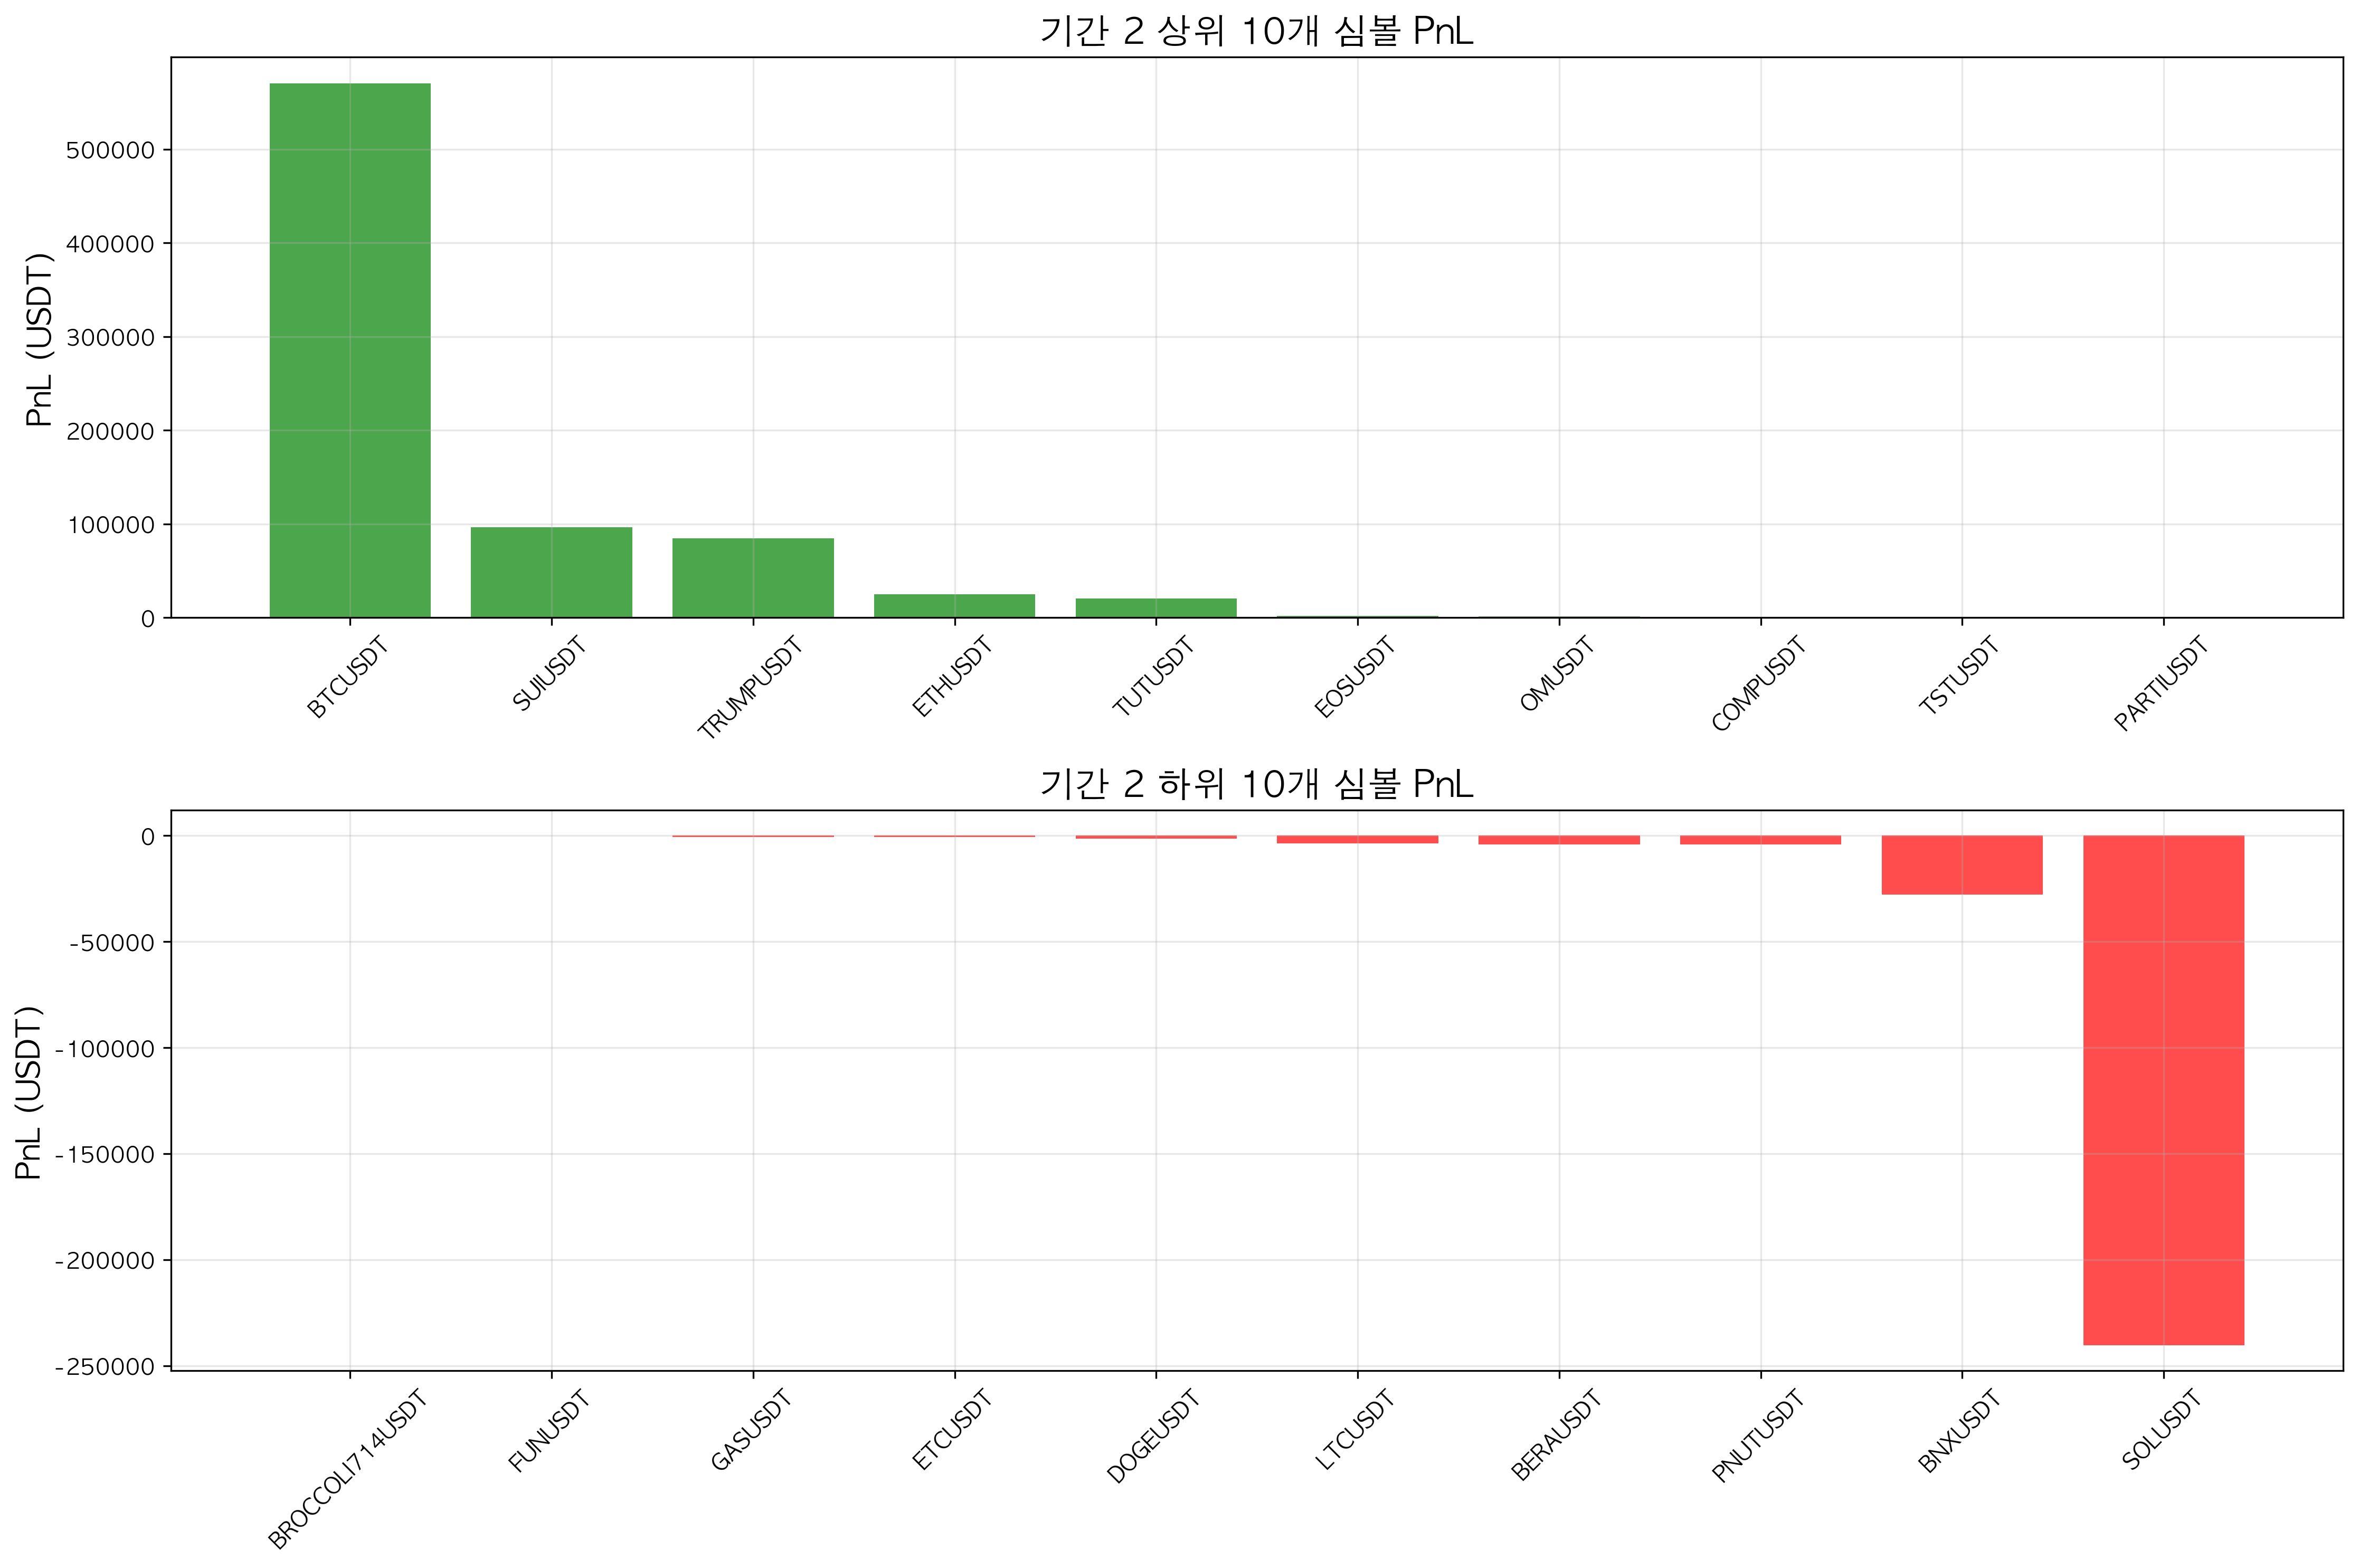 기간 2 상위 10개 심볼 PnL
PnL (USDT)
500000
400000
300000
200000
100000
0
BTCUSDT
SUIUSDT
TRUMPUSDT
ETHUSDT
TUTUSDT
EOSUSDT
OMUSDT
COMPUSDT
TSTUSDT
PARTIUSDT
기간 2 하위 10개 심볼 PnL
PnL (USDT)
0
-50000
-100000
-150000
-200000
-250000
BROCCOLI714USDT
FUNUSDT
GASUSDT
ETCUSDT
DOGEUSDT
LTCUSDT
BERAUSDT
PNUTUSDT
BNXUSDT
SOLUSDT